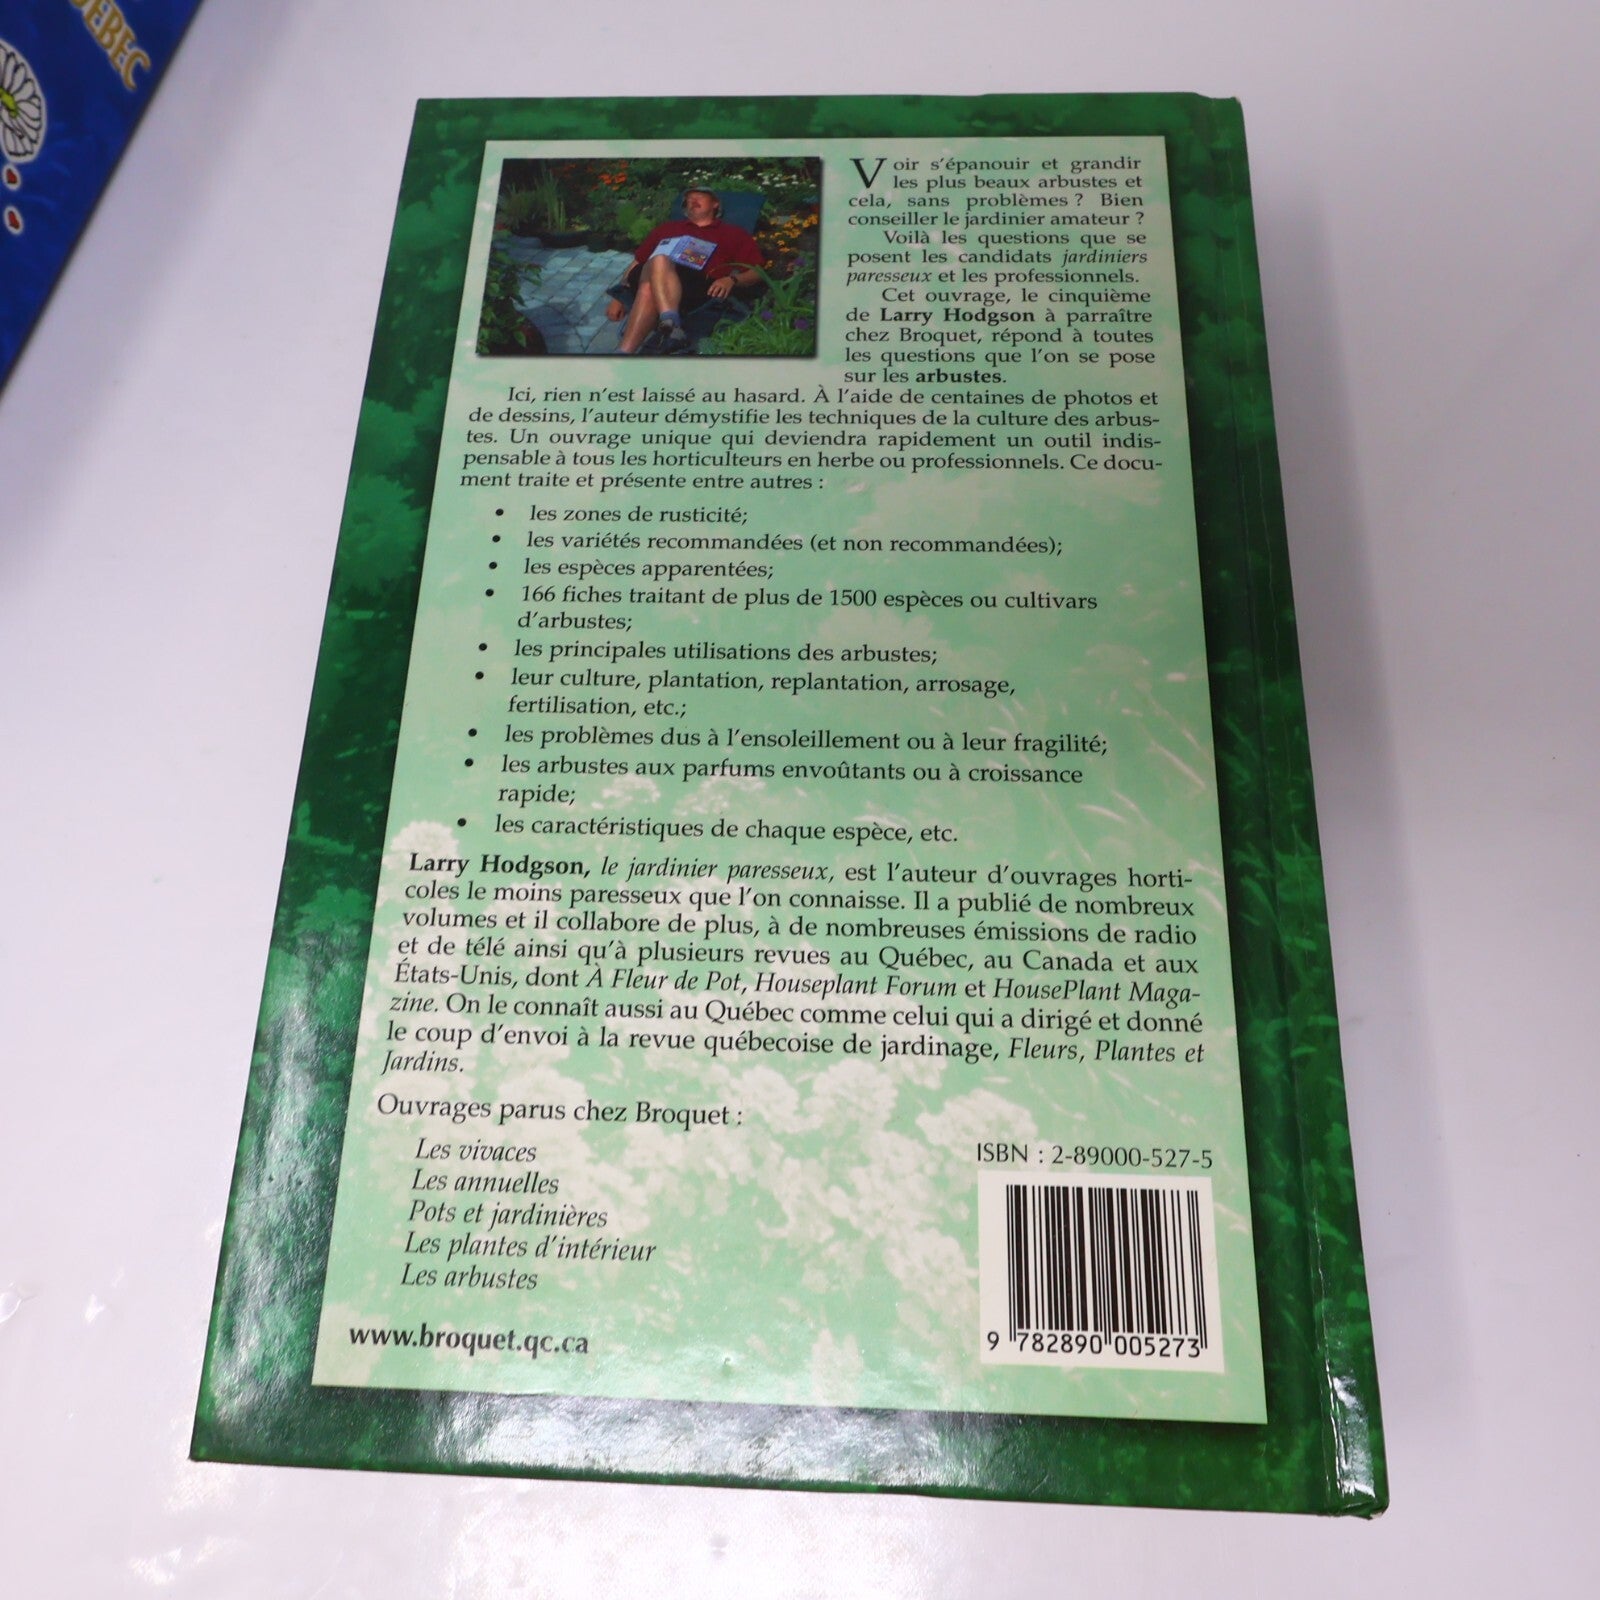 UÉBEC
Voir s'épanouir et grandir
les plus beaux arbustes et
cela, sans problèmes ? Bien
conseiller le jardinier amateur ?
Voilà les questions que se
posent les candidats jardiniers
paresseux et les professionnels.
Cet ouvrage, le cinquième
de Larry Hodgson à parraître
chez Broquet, répond à toutes
les questions que l'on se pose
sur les arbustes.
Ici, rien n'est laissé au hasard. À l'aide de centaines de photos et
de dessins, l'auteur démystifie les techniques de la culture des arbus-
tes. Un ouvrage unique qui deviendra rapidement un outil indis-
pensable à tous les horticulteurs en herbe ou professionnels. Ce docu-
ment traite et présente entre autres :
• les zones de rusticité;
• les variétés recommandées (et non recommandées);
• les espèces apparentées;
• 166 fiches traitant de plus de 1500 espèces ou cultivars
d'arbustes;
• les principales utilisations des arbustes;
• leur culture, plantation, replantation, arrosage,
fertilisation, etc.;
• les problèmes dus à l'ensoleillement ou à leur fragilité;
• les arbustes aux parfums envoûtants ou à croissance
rapide;
• les caractéristiques de chaque espèce, etc.
Larry Hodgson, le jardinier paresseux, est l'auteur d'ouvrages horti-
coles le moins paresseux que l'on connaisse. Il a publié de nombreux
volumes et il collabore de plus, à de nombreuses émissions de radio
et de télé ainsi qu'à plusieurs revues au Québec, au Canada et aux
États-Unis, dont À Fleur de Pot, Houseplant Forum et HousePlant Maga-
zine. On le connaît aussi au Québec comme celui qui a dirigé et donné
le coup d'envoi à la revue québecoise de jardinage, Fleurs, Plantes et
Jardins.
Ouvrages parus chez Broquet :
Les vivaces
Les annuelles
Pots et jardinières
Les plantes d'intérieur
Les arbustes
www.broquet.qc.ca
ISBN : 2-89000-527-5
9 782890 005273